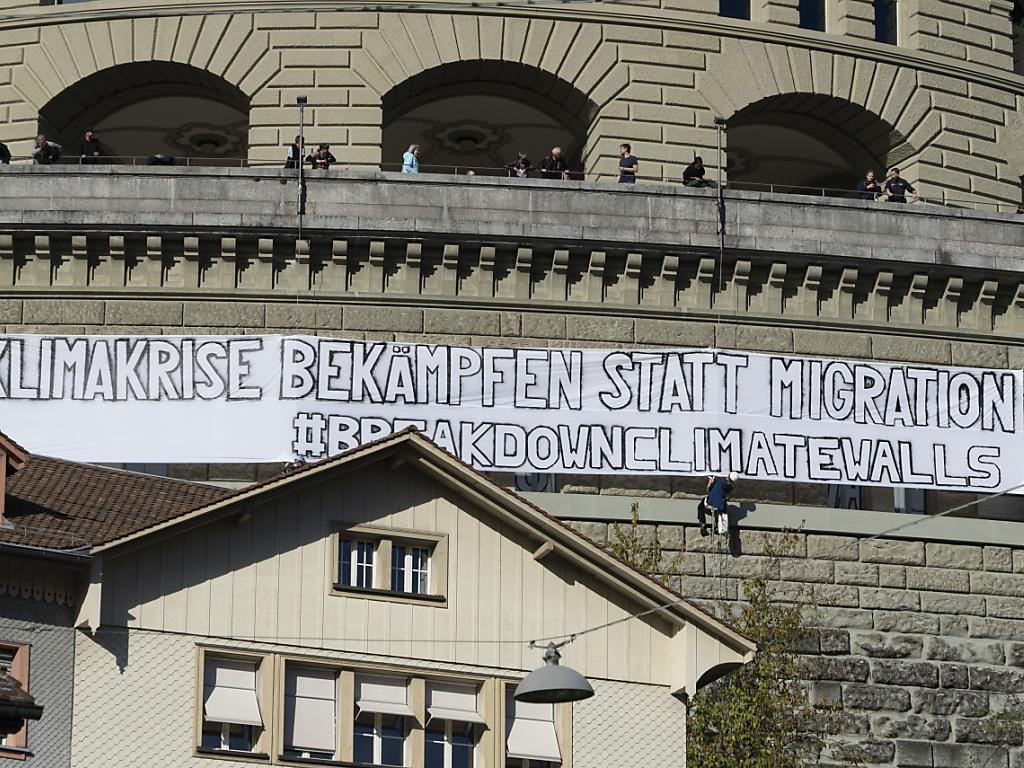 KLIMAKRISE BEKÄMPFEN STATT MIGRATION
#BREAKDOWNCLIMATEWALLS